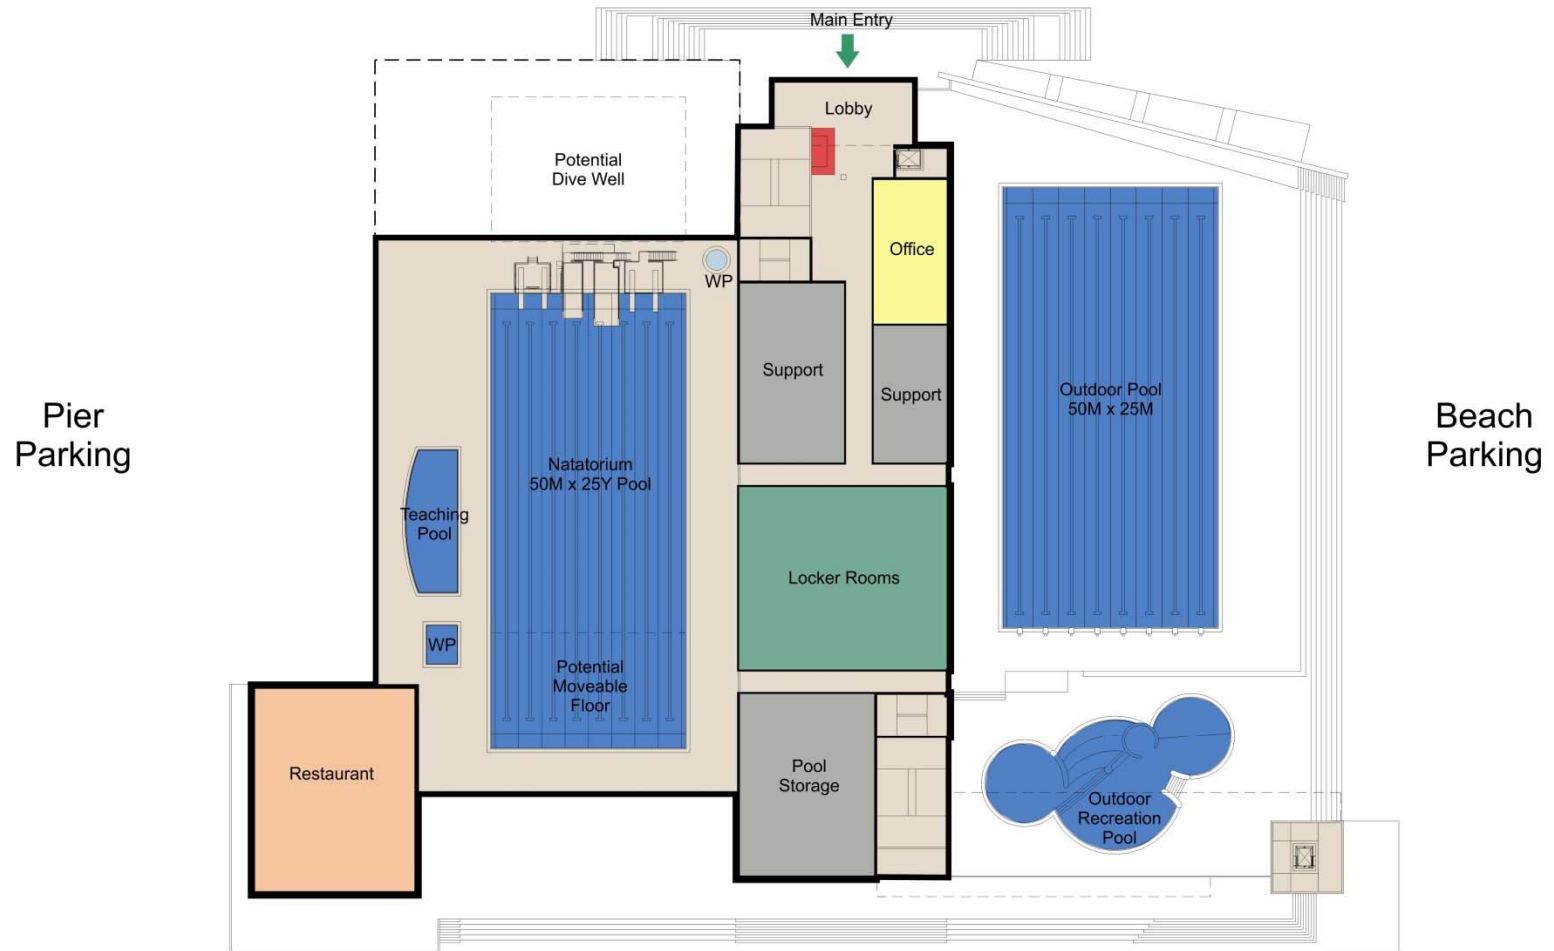 Main Entry
Lobby
Potential
Dive Well
Office
WP
Support
Support
Outdoor Pool
50M x 25M
Pier
Parking
Beach
Parking
Natatorium
50M x 25Y Pool
Teaching
Pool
Locker Rooms
WP
Potential
Moveable
Floor
Restaurant
Pool
Storage
Outdoor
Recreation
Pool